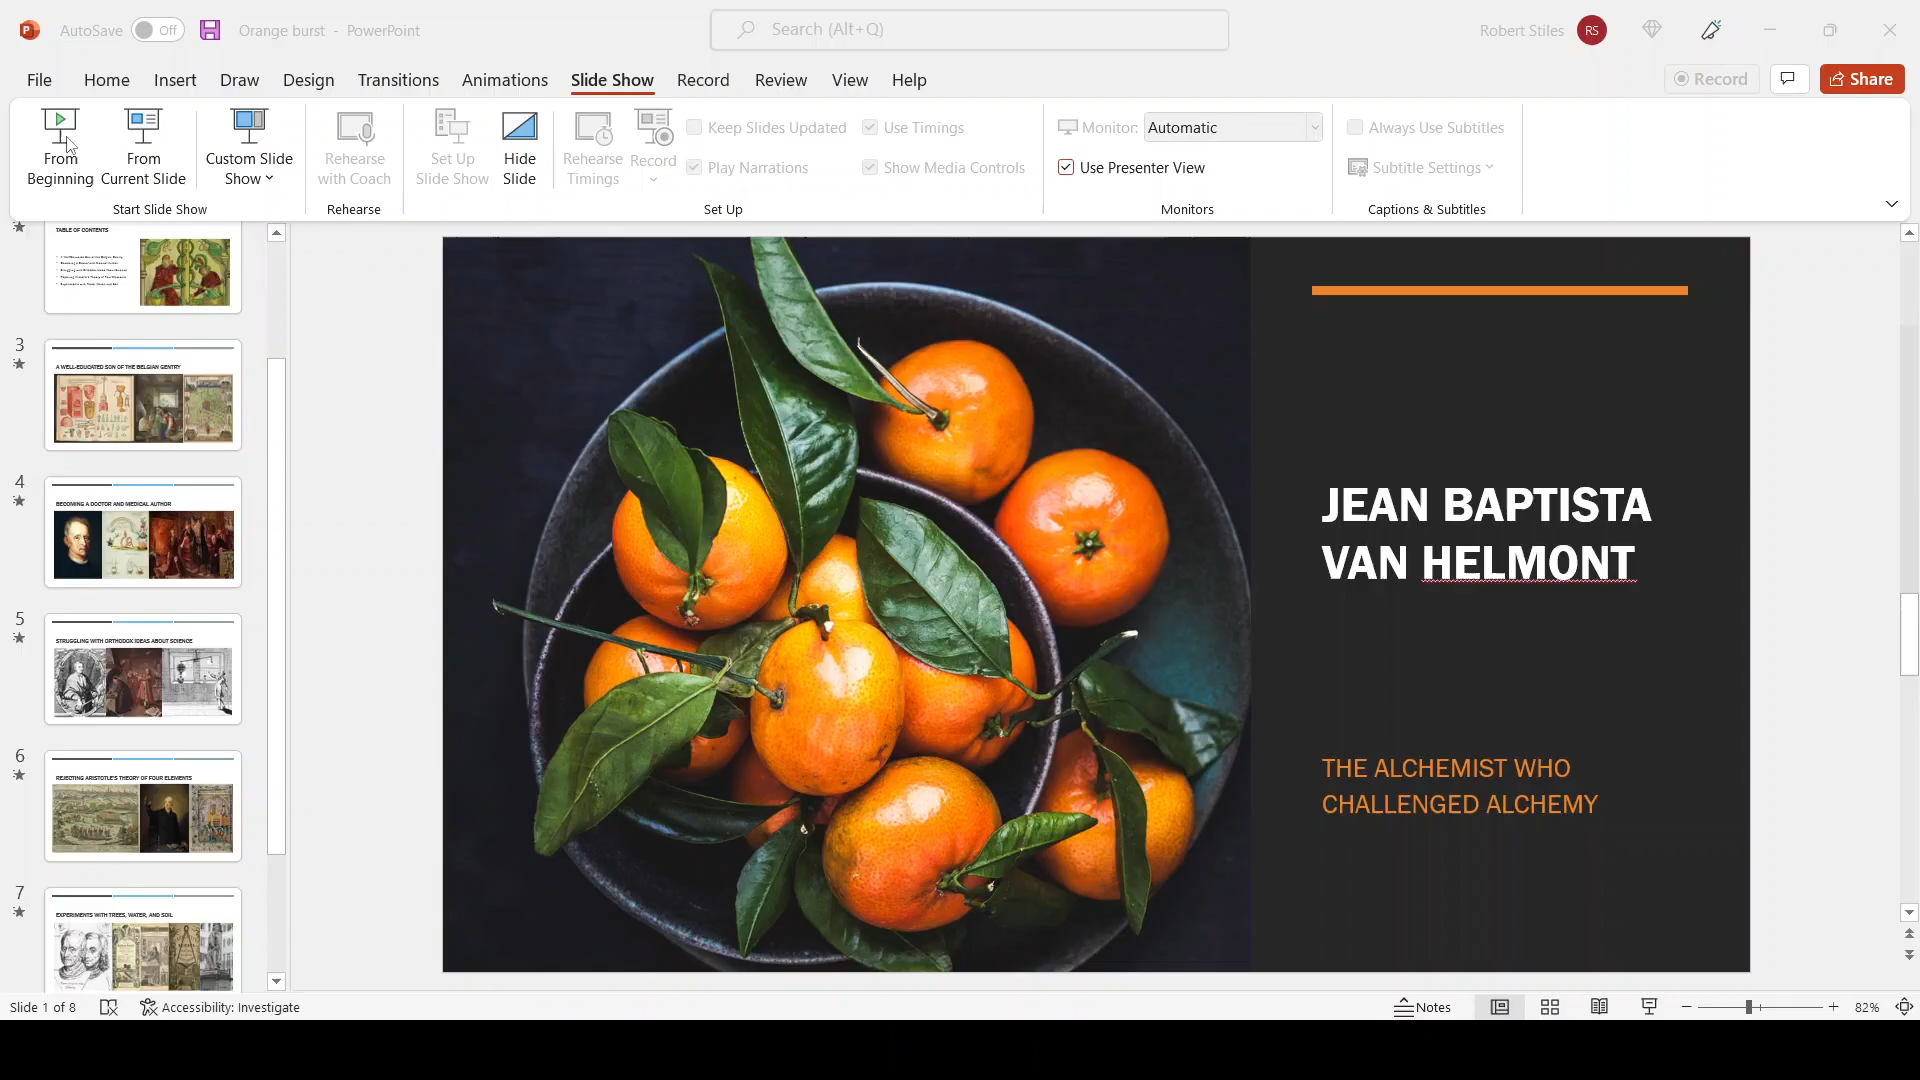 AutoSave Off Orange burst - PowerPoint
Search (Alt+Q)
Robert Stiles RS
File Home Insert Draw Design Transitions Animations Slide Show Record Review View Help
Record Share
From Beginning
From Current Slide
Custom Slide Show
Start Slide Show
Rehearse with Coach
Rehearse
Set Up Slide Show
Hide Slide
Rehearse Timings
Record
Keep Slides Updated
Play Narrations
Use Timings
Show Media Controls
Set Up
Monitor: Automatic
Use Presenter View
Monitors
Always Use Subtitles
Subtitle Settings
Captions & Subtitles
TABLE OF CONTENTS
3
A WELL-EDUCATED SON OF THE BELGIAN GENTRY
4
BECOMING A DOCTOR AND MEDICAL AUTHOR
5
STRUGGLING WITH ORTHODOX IDEAS ABOUT SCIENCE
6
REJECTING ARISTOTLE'S THEORY OF FOUR ELEMENTS
7
EXPERIMENTS WITH TREES, WATER, AND SOIL
JEAN BAPTISTA
VAN HELMONT
THE ALCHEMIST WHO
CHALLENGED ALCHEMY
Slide 1 of 8
Accessibility: Investigate
Notes
82%